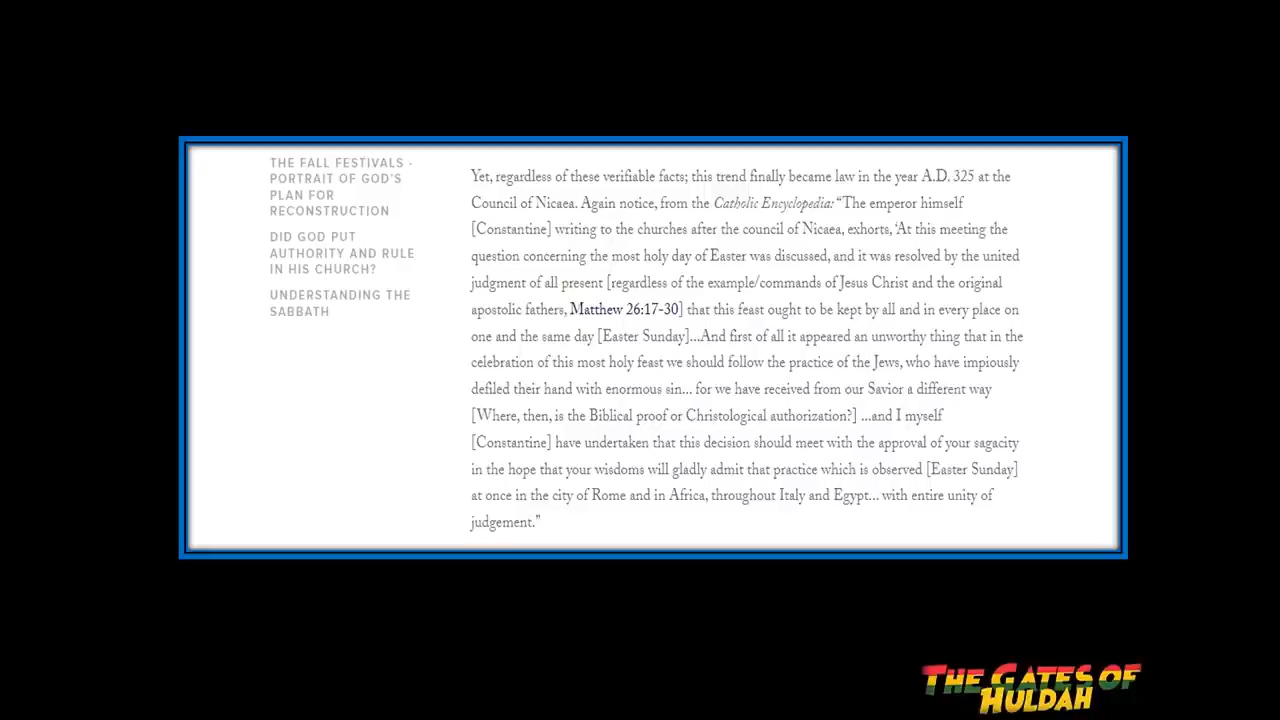 THE FALL FESTIVALS -
PORTRAIT OF GOD'S
PLAN FOR
RECONSTRUCTION
DID GOD PUT
AUTHORITY AND RULE
IN HIS CHURCH?
UNDERSTANDING THE
SABBATH
Yet, regardless of these verifiable facts; this trend finally became law in the year A.D. 325 at the
Council of Nicaea. Again notice, from the Catholic Encyclopedia: “The emperor himself
[Constantine] writing to the churches after the council of Nicaea, exhorts, ‘At this meeting the
question concerning the most holy day of Easter was discussed, and it was resolved by the united
judgment of all present [regardless of the example/commands of Jesus Christ and the original
apostolic fathers, Matthew 26:17-30] that this feast ought to be kept by all and in every place on
one and the same day [Easter Sunday]...And first of all it appeared an unworthy thing that in the
celebration of this most holy feast we should follow the practice of the Jews, who have impiously
defiled their hand with enormous sin... for we have received from our Savior a different way
[Where, then, is the Biblical proof or Christological authorization?] ...and I myself
[Constantine] have undertaken that this decision should meet with the approval of your sagacity
in the hope that your wisdoms will gladly admit that practice which is observed [Easter Sunday]
at once in the city of Rome and in Africa, throughout Italy and Egypt... with entire unity of
judgement.”
THE GATES OF
HULDAH